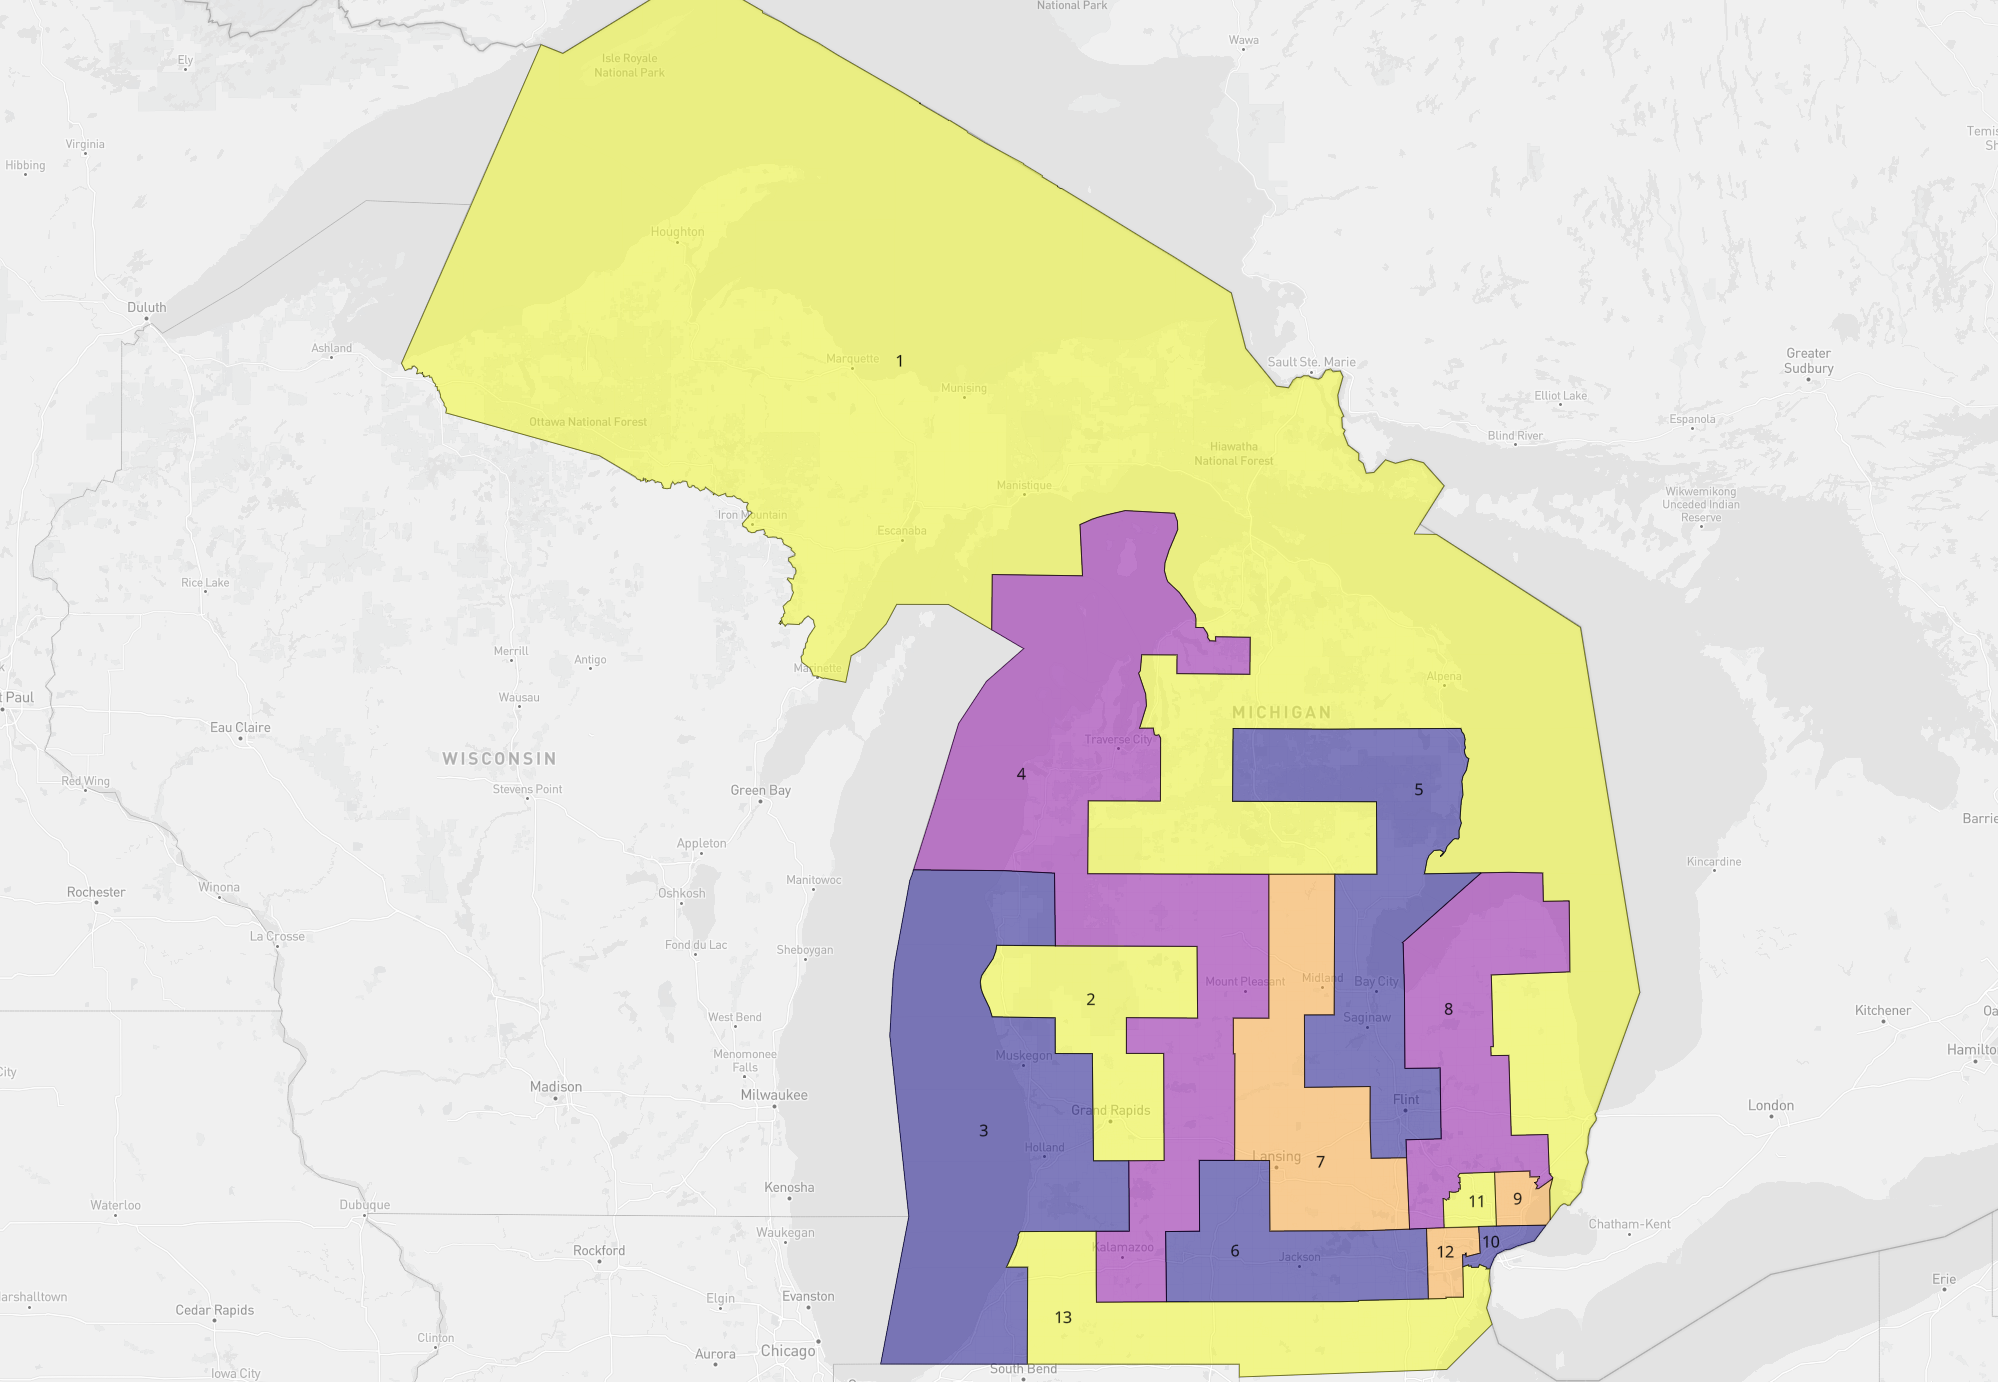 National Park
Wawa
Ely
Isle Royale
National Park
Temis
Sh
Virginia
Hibbing
Houghton
Duluth
Ashland
Marquette
1
Munising
Sault Ste. Marie
Greater
Sudbury
Elliot Lake
Espanola
Blind River
Ottawa National Forest
Hiawatha
National Forest
Manistique
Wikwemikong
Unceded Indian
Reserve
Iron Mountain
Escanaba
Rice Lake
Merrill
Antigo
Marinette
Alpena
t Paul
Wausau
Eau Claire
MICHIGAN
WISCONSIN
Traverse City
4
5
Red Wing
Stevens Point
Green Bay
Barrie
Appleton
Kincardine
Rochester
Winona
Oshkosh
Manitowoc
La Crosse
Fond du Lac
Sheboygan
Mount Pleasant
Midland
Bay City
2
8
Kitchener
Oa
West Bend
Saginaw
Menomonee
Falls
Muskegon
Hamilto
City
Madison
Milwaukee
Grand Rapids
Flint
London
3
Holland
Lansing
7
Kenosha
11
9
Waterloo
Dubuque
Waukegan
Chatham-Kent
Rockford
Kalamazoo
6
Jackson
12
10
arshalltown
Cedar Rapids
Elgin
Evanston
13
Erie
Clinton
Aurora
Chicago
South Bend
Iowa City